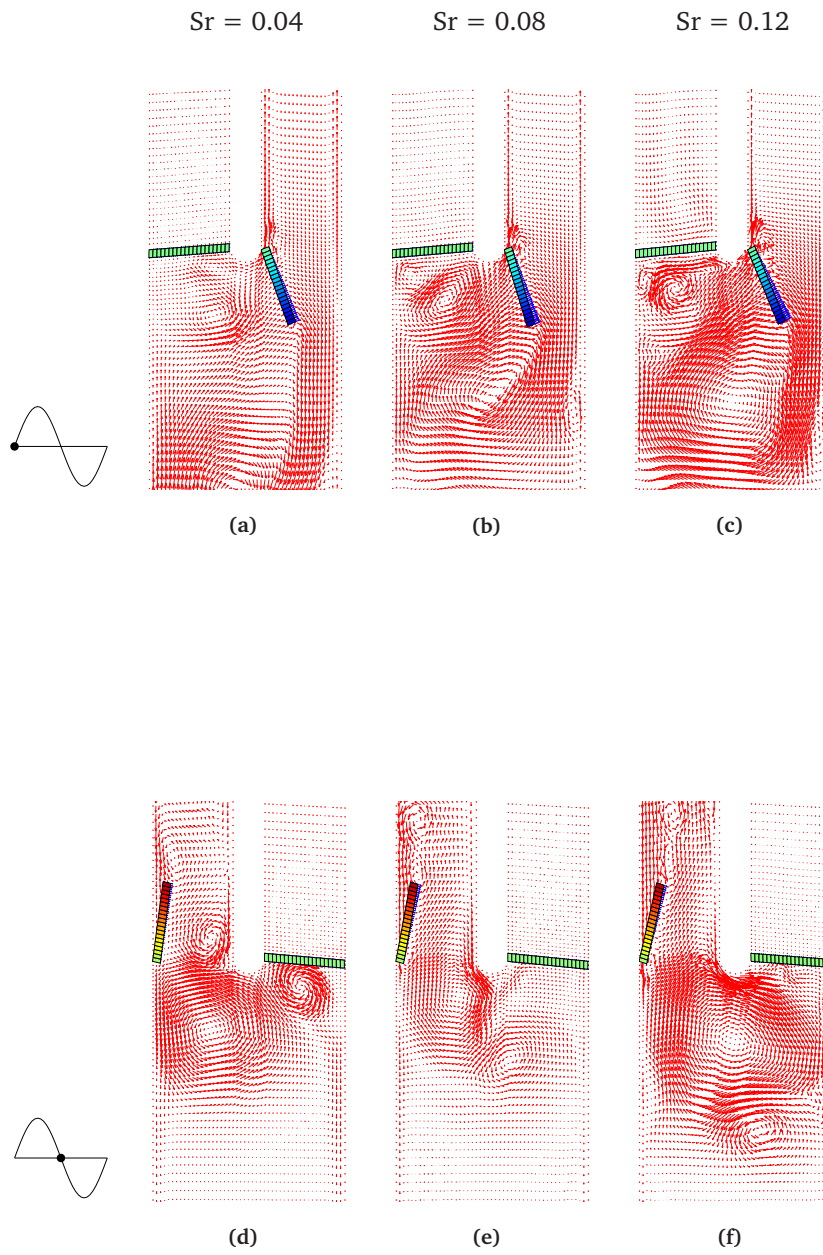 Sr = 0.04 Sr = 0.08 Sr = 0.12
(a) (b) (c)
(d) (e) (f)